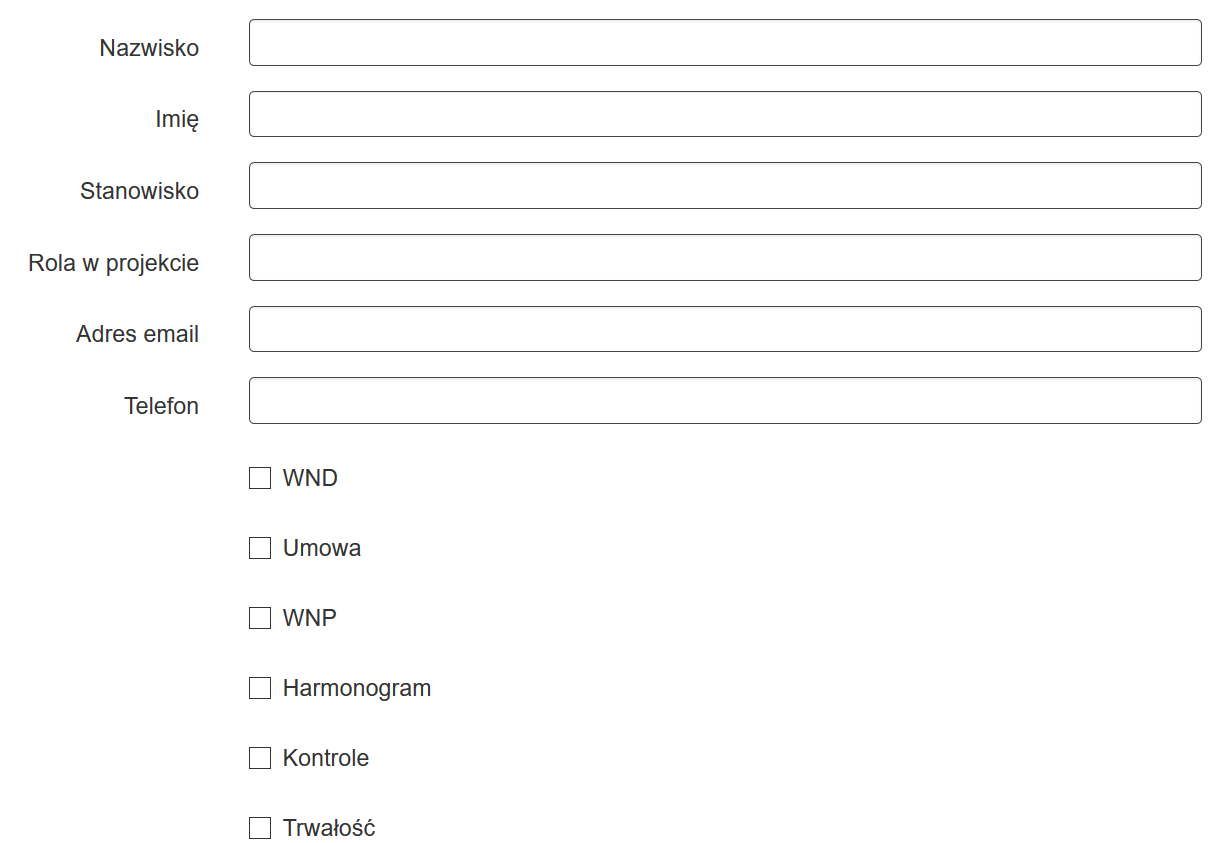 Nazwisko
Imię
Stanowisko
Rola w projekcie
Adres email
Telefon
WND
Umowa
WNP
Harmonogram
Kontrole
Trwałość